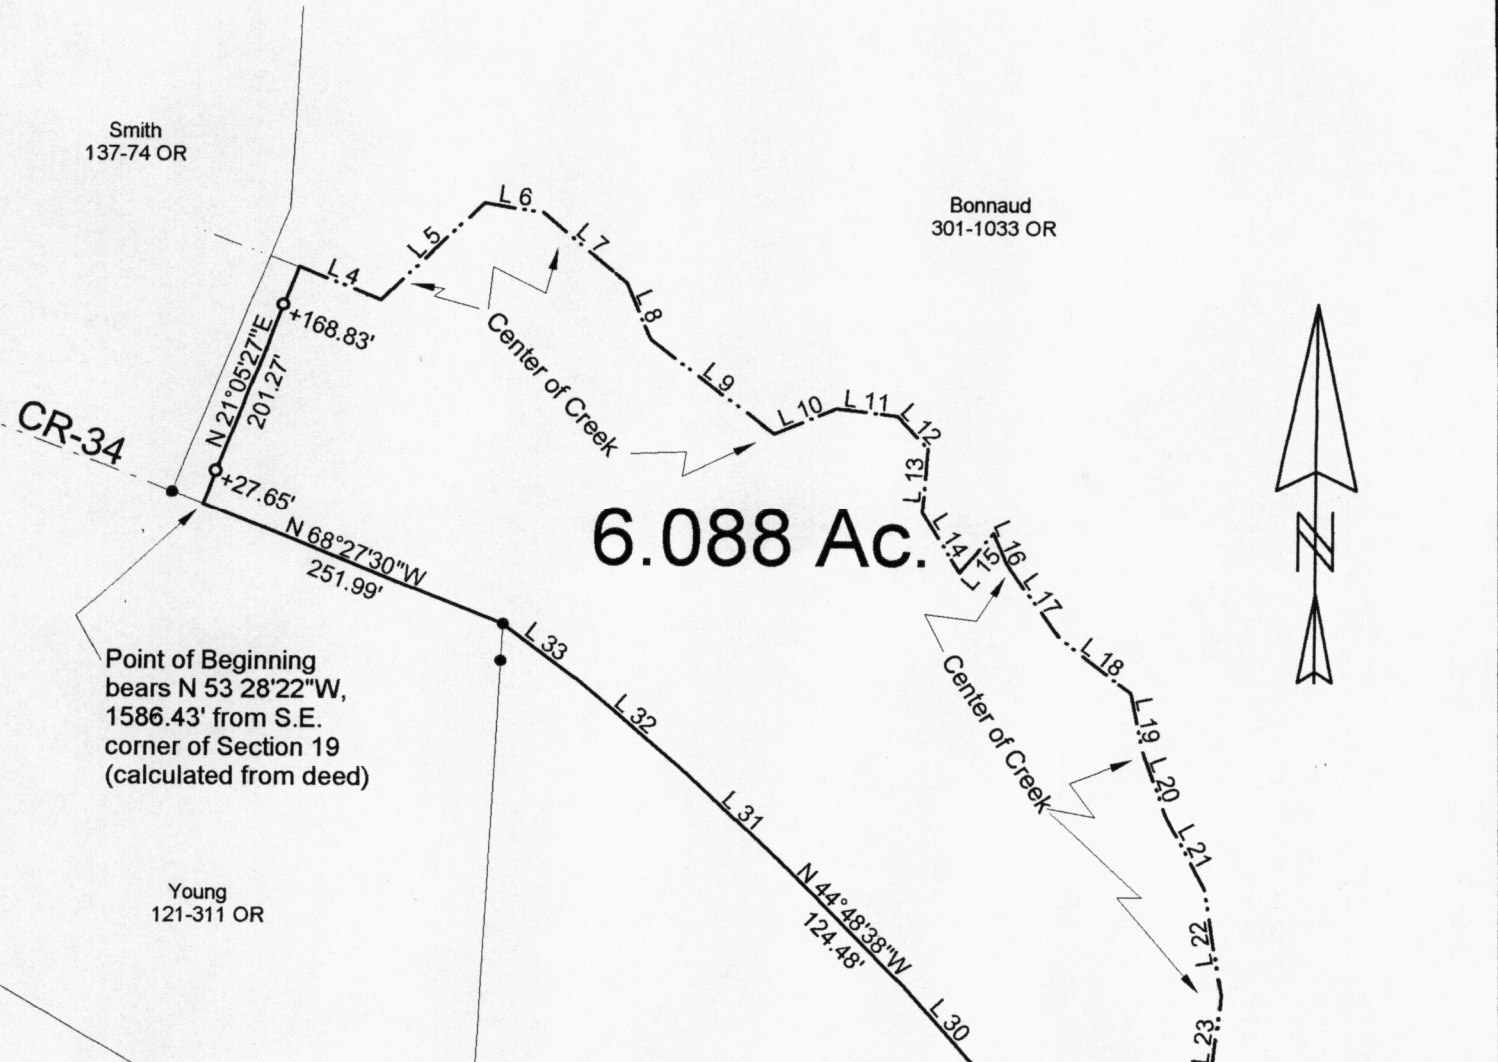 Smith
137-74 OR
Bonnaud
301-1033 OR
L 4
L 5
L 6
L 7
L 8
L 9
L 10
L 11
L 12
L 13
L 14
L 15
L 16
L 17
L 18
L 19
L 20
L 21
L 22
L 23
Center of Creek
+168.83'
N 21°05'27"E
201.27'
CR-34
+27.65'
N 68°27'30"W
251.99'
6.088 Ac.
N
Center of Creek
Point of Beginning
bears N 53 28'22"W,
1586.43' from S.E.
corner of Section 19
(calculated from deed)
L 33
L 32
L 31
N 44°48'38"W
124.48'
L 30
Young
121-311 OR